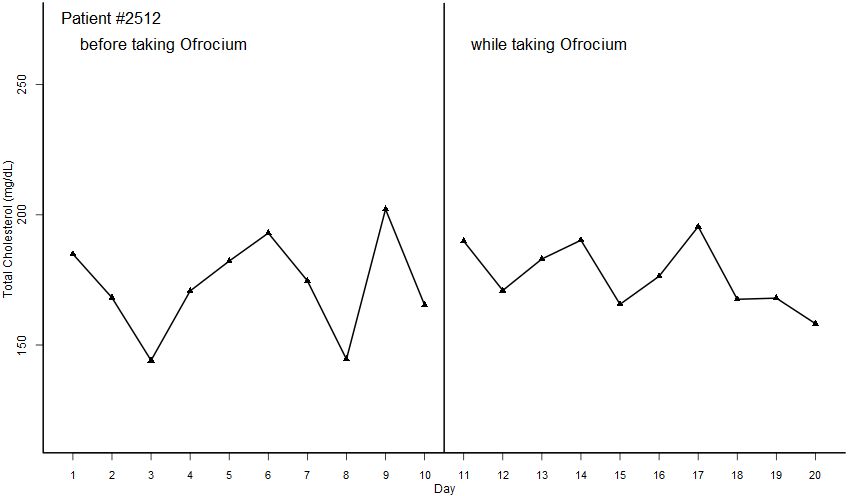 Patient #2512
before taking Ofrocium
while taking Ofrocium
Total Cholesterol (mg/dL)
250
200
150
1 2 3 4 5 6 7 8 9 10 11 12 13 14 15 16 17 18 19 20
Day